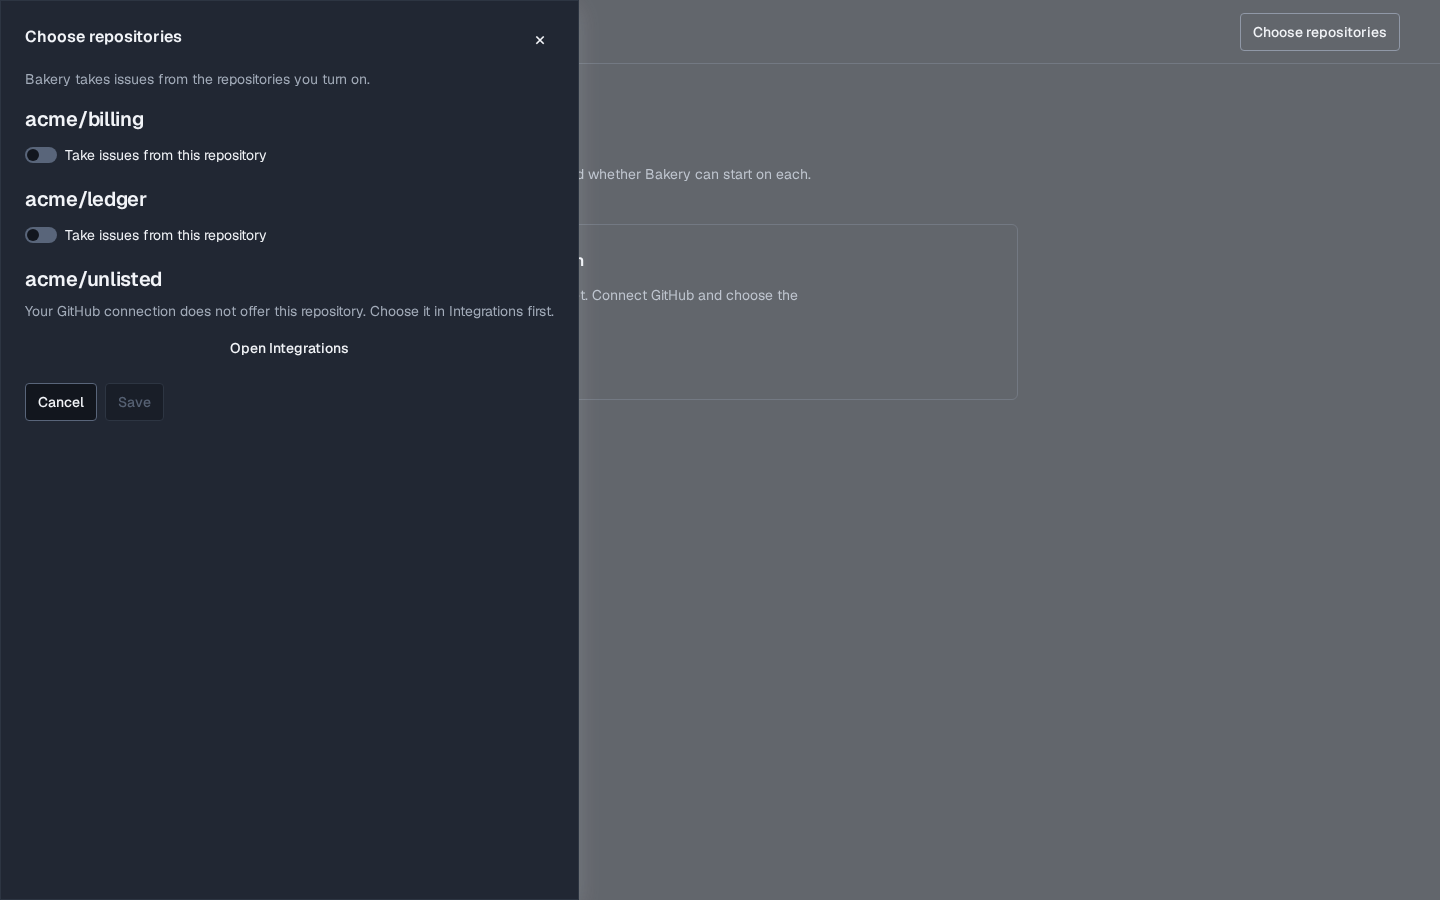 Choose repositories
×
Choose repositories
Bakery takes issues from the repositories you turn on.
acme/billing
Take issues from this repository
whether Bakery can start on each.
acme/ledger
Take issues from this repository
acme/unlisted
t. Connect GitHub and choose the
Your GitHub connection does not offer this repository. Choose it in Integrations first.
Open Integrations
Cancel
Save